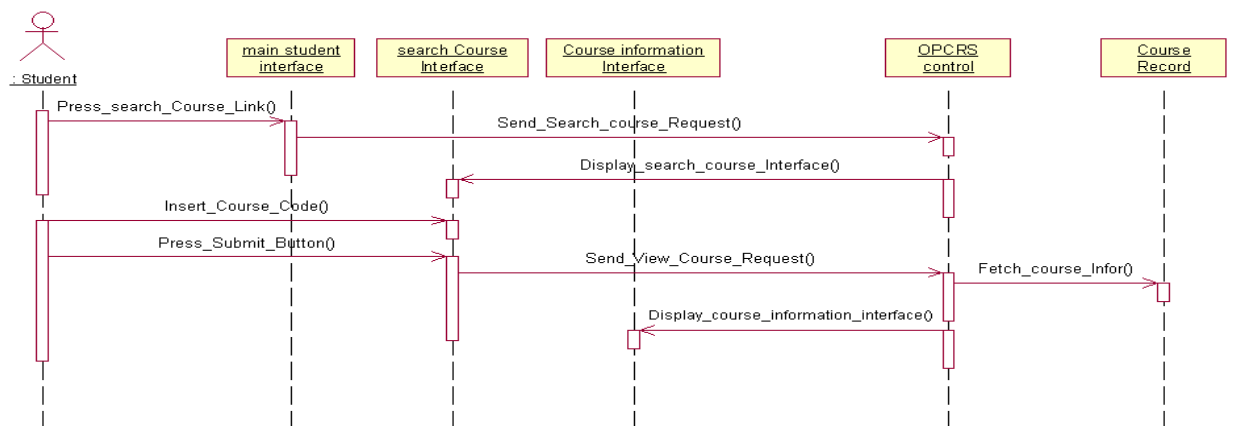 : Student
main student
interface
search Course
Interface
Course information
Interface
OPCRS
control
Course
Record
Press_search_Course_Link()
Send_Search_course_Request()
Display_search_course_Interface()
Insert_Course_Code()
Press_Submit_Button()
Send_View_Course_Request()
Fetch_course_Infor()
Display_course_information_interface()